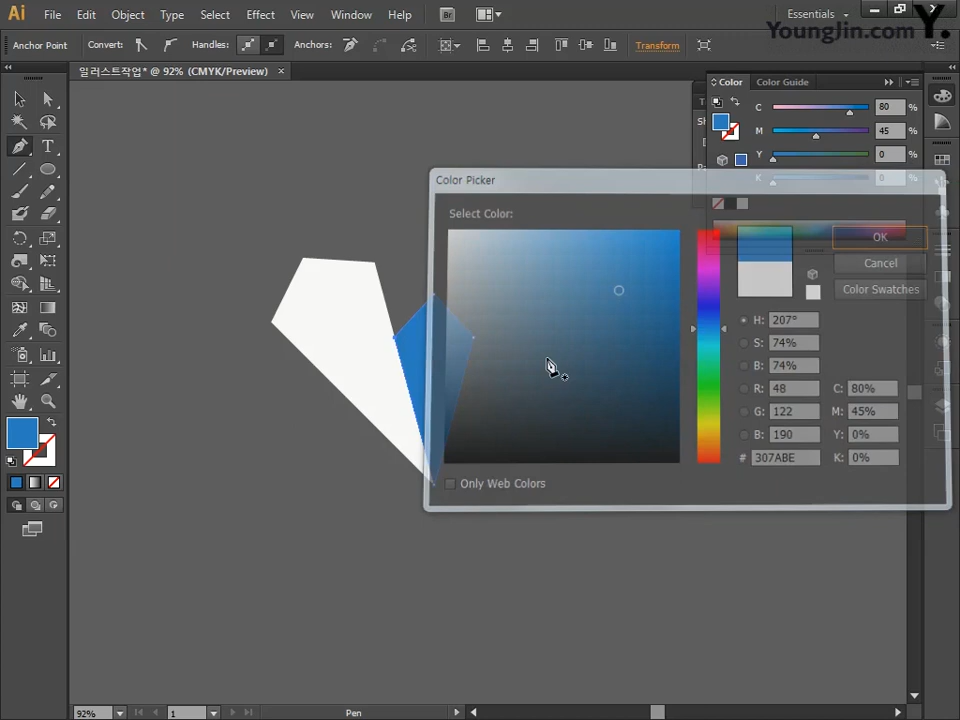 Ai File Edit Object Type Select Effect View Window Help Br Essentials
YoungJin.com Y.
Anchor Point Convert: Handles: Anchors: Transform
일러스트작업* @ 92% (CMYK/Preview) ×
Color Color Guide
C 80 %
M 45 %
Y 0 %
K 0 %
Color Picker
Select Color:
OK
Cancel
Color Swatches
H: 207°
S: 74%
B: 74%
R: 48 C: 80%
G: 122 M: 45%
B: 190 Y: 0%
# 307ABE K: 0%
Only Web Colors
92% 1 Pen